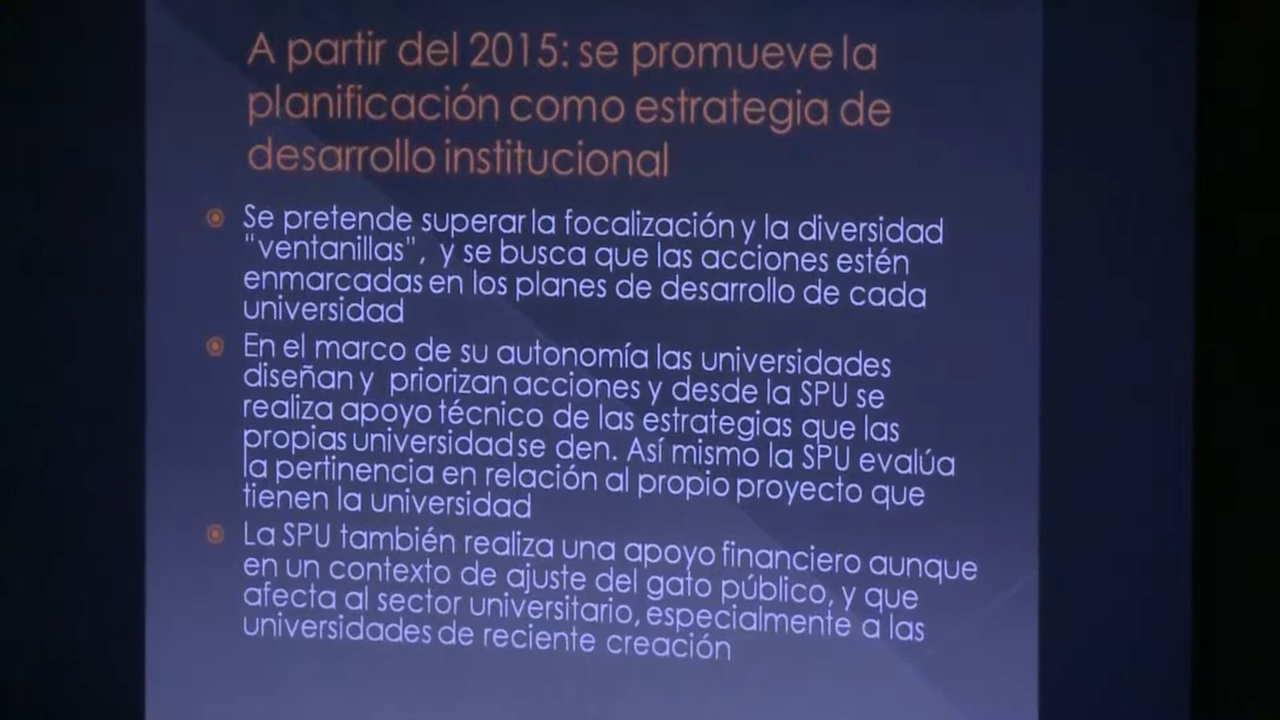 A partir del 2015: se promueve la
planificación como estrategia de
desarrollo institucional
Se pretende superar la focalización y la diversidad
"ventanillas", y se busca que las acciones estén
enmarcadas en los planes de desarrollo de cada
universidad
En el marco de su autonomía las universidades
diseñan y priorizan acciones y desde la SPU se
realiza apoyo técnico de las estrategias que las
propias universidad se den. Así mismo la SPU evalúa
la pertinencia en relación al propio proyecto que
tienen la universidad
La SPU también realiza una apoyo financiero aunque
en un contexto de ajuste del gato público, y que
afecta al sector universitario, especialmente a las
universidades de reciente creación